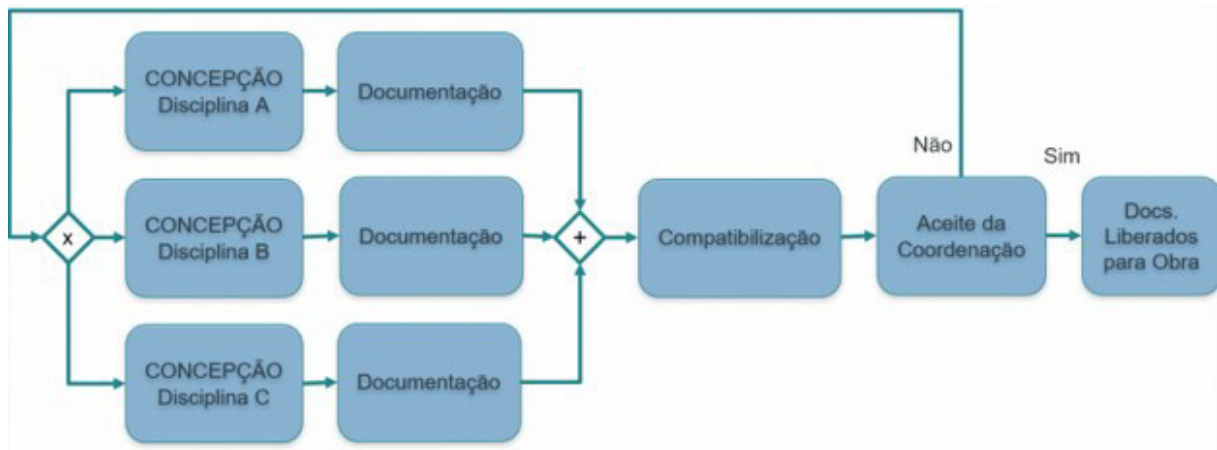 CONCEPÇÃO
Disciplina A
Documentação
Não
Sim
x
CONCEPÇÃO
Disciplina B
Documentação
+
Compatibilização
Aceite da
Coordenação
Docs.
Liberados
para Obra
CONCEPÇÃO
Disciplina C
Documentação